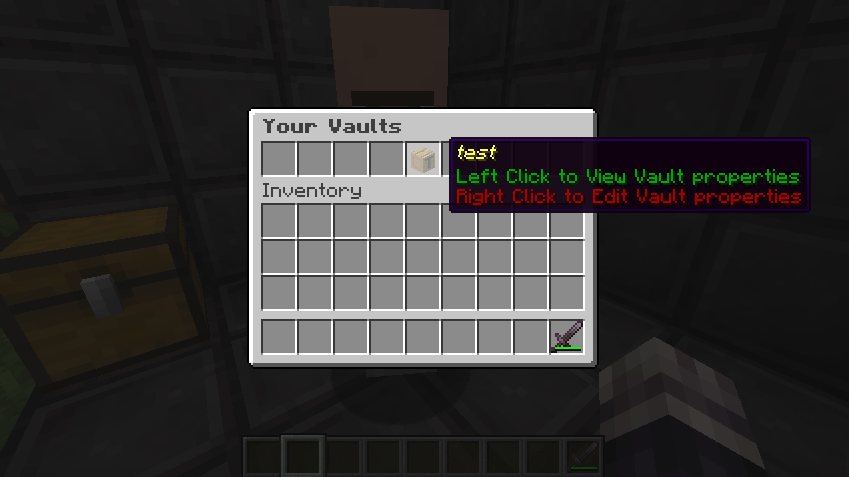 Your Vaults
test
Left Click to View Vault properties
Inventory
Right Click to Edit Vault properties